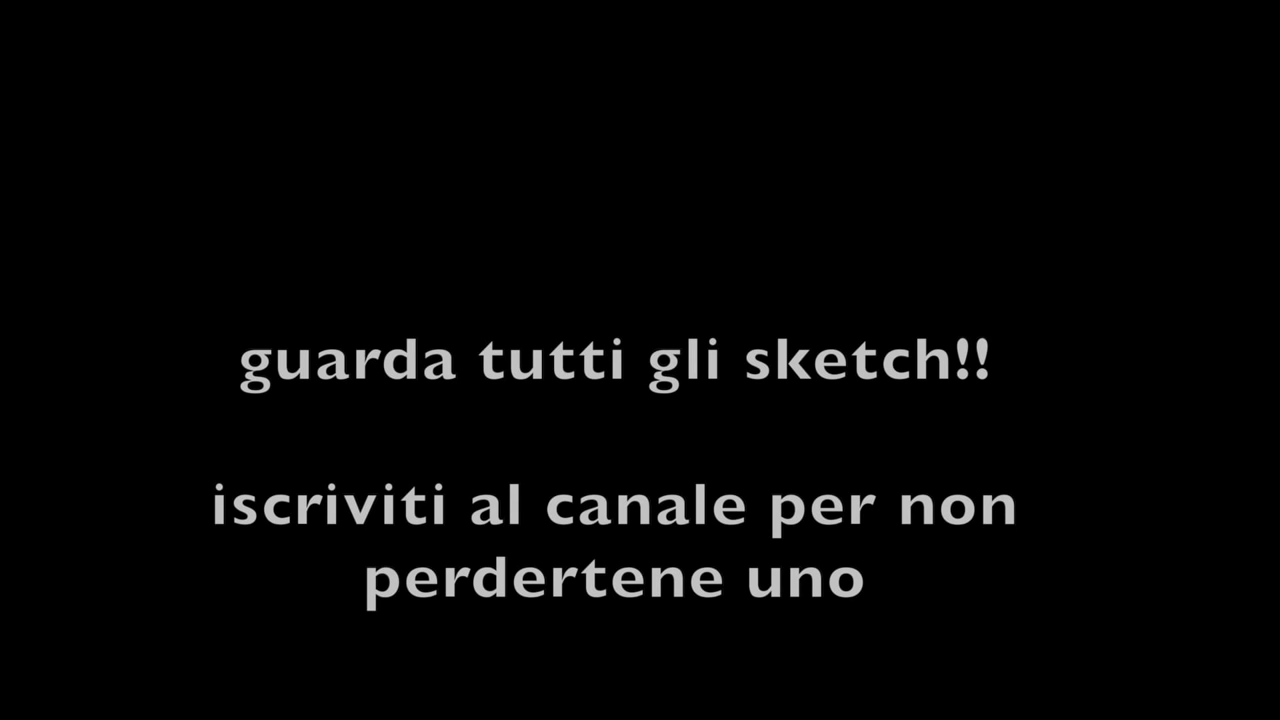 guarda tutti gli sketch!!
iscriviti al canale per non
perdertene uno